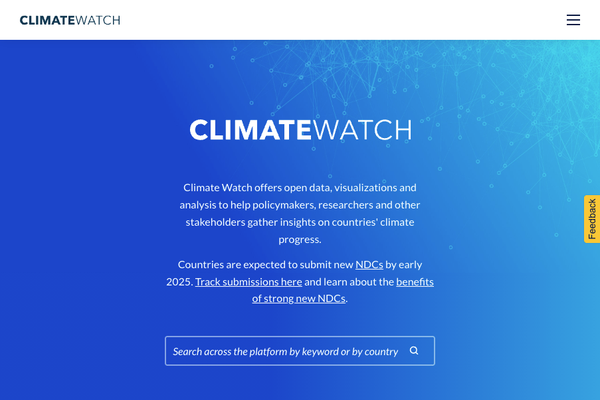 CLIMATEWATCH
CLIMATEWATCH
Climate Watch offers open data, visualizations and
analysis to help policymakers, researchers and other
stakeholders gather insights on countries' climate
progress.
Countries are expected to submit new NDCs by early
2025. Track submissions here and learn about the benefits
of strong new NDCs.
Feedback
Search across the platform by keyword or by country